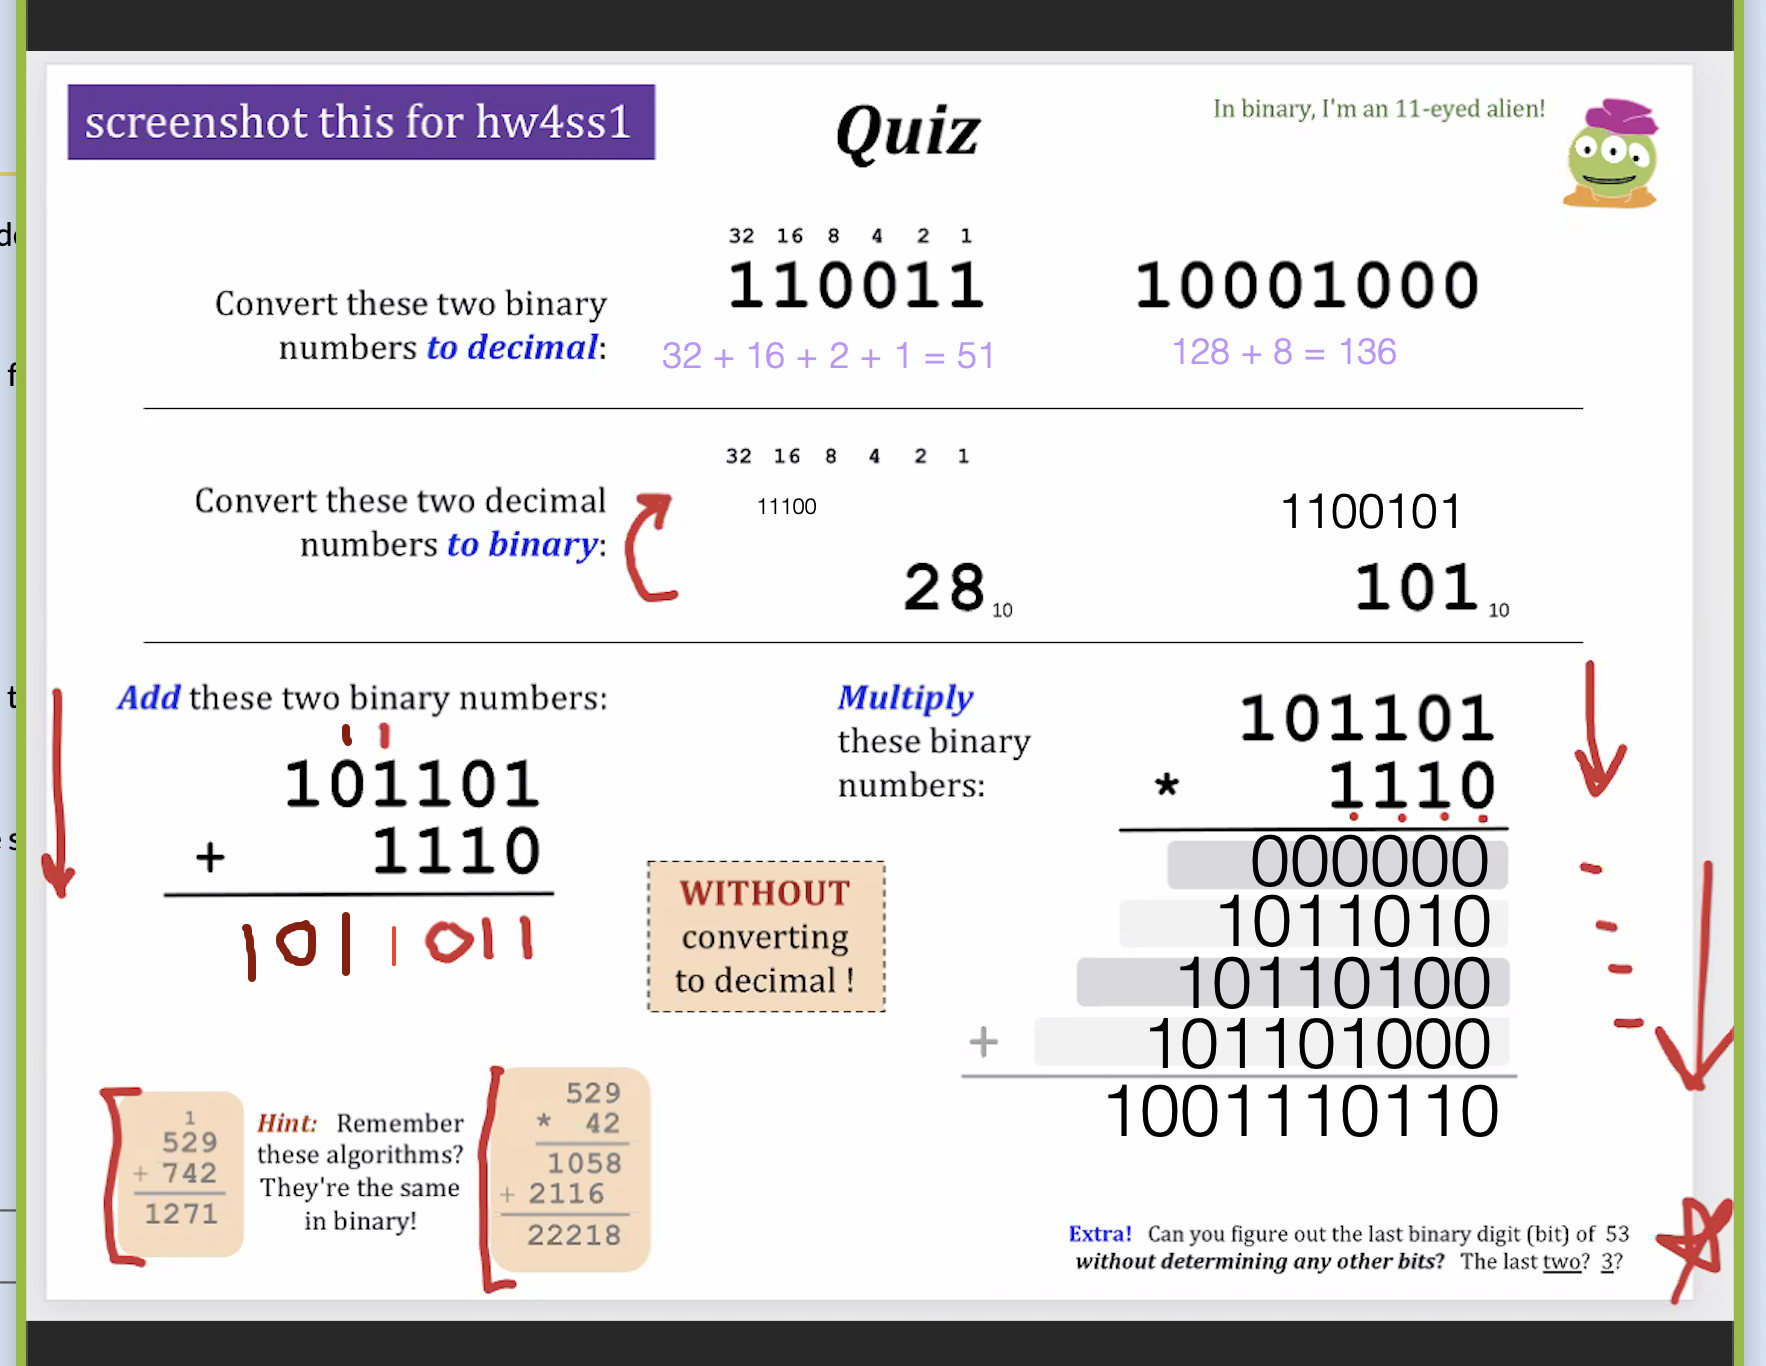 screenshot this for hw4ss1
Quiz
In binary, I'm an 11-eyed alien!
32 16 8 4 2 1
110011
10001000
Convert these two binary
numbers to decimal:
32 + 16 + 2 + 1 = 51
128 + 8 = 136
32 16 8 4 2 1
Convert these two decimal
numbers to binary:
11100
1100101
28 10
101 10
Add these two binary numbers:
1 1
101101
+ 1110
1011011
Multiply
these binary
numbers:
101101
* 1110
000000
1011010
10110100
+ 101101000
1001110110
WITHOUT
converting
to decimal !
1
529
+ 742
1271
Hint: Remember
these algorithms?
They're the same
in binary!
529
* 42
1058
+ 2116
22218
Extra! Can you figure out the last binary digit (bit) of 53
without determining any other bits? The last two? 3?